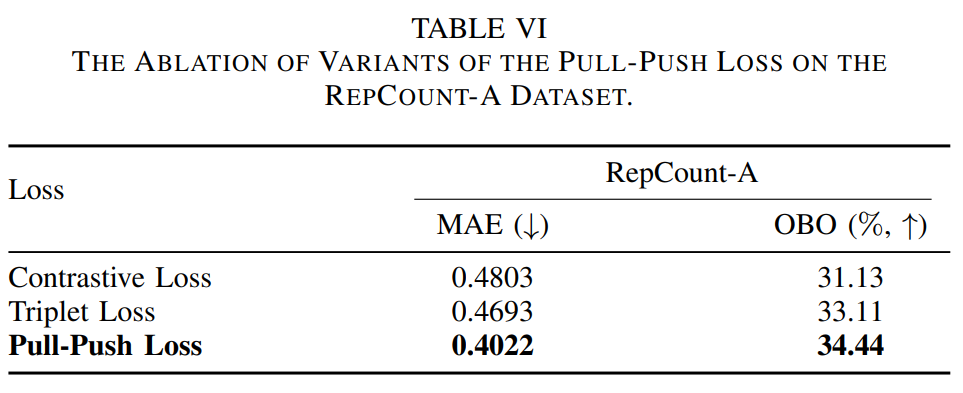 TABLE VI
THE ABLATION OF VARIANTS OF THE PULL-PUSH LOSS ON THE
REPCOUNT-A DATASET.
Loss
RepCount-A
MAE (↓)
OBO (%, ↑)
Contrastive Loss 0.4803 31.13
Triplet Loss 0.4693 33.11
Pull-Push Loss 0.4022 34.44